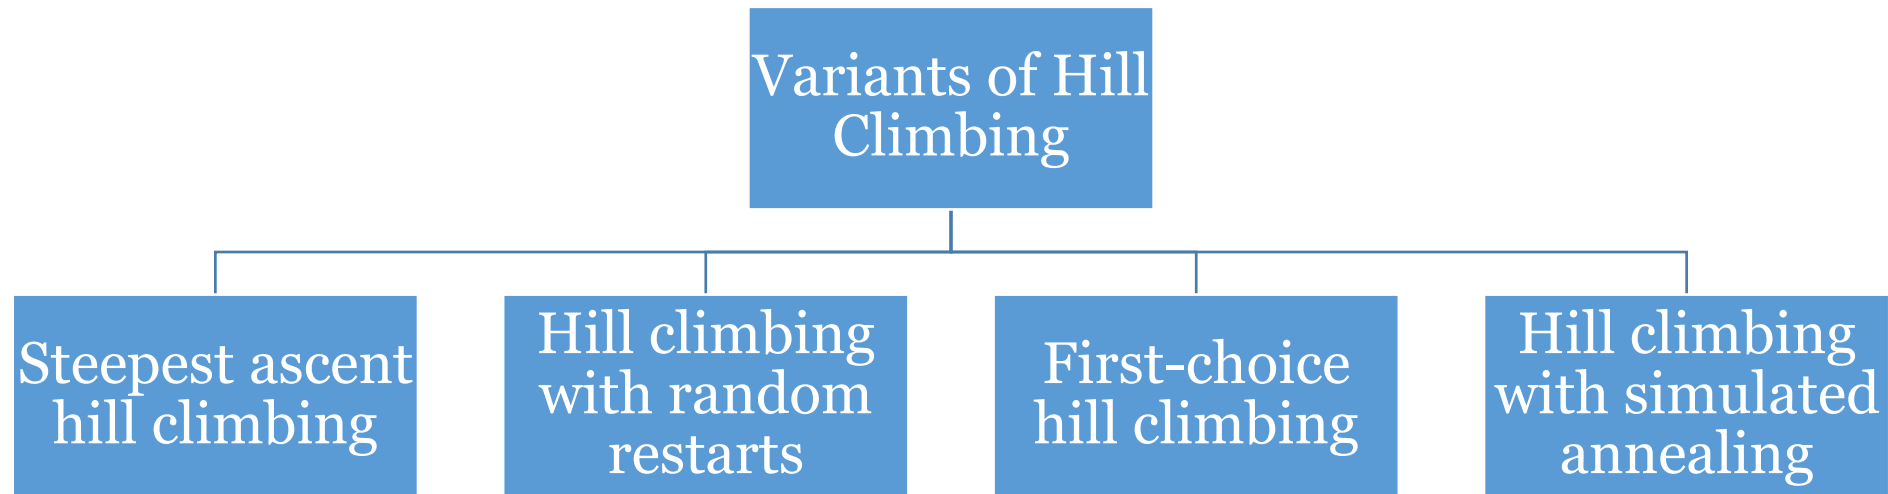 Variants of Hill
Climbing
Steepest ascent
hill climbing
Hill climbing
with random
restarts
First-choice
hill climbing
Hill climbing
with simulated
annealing